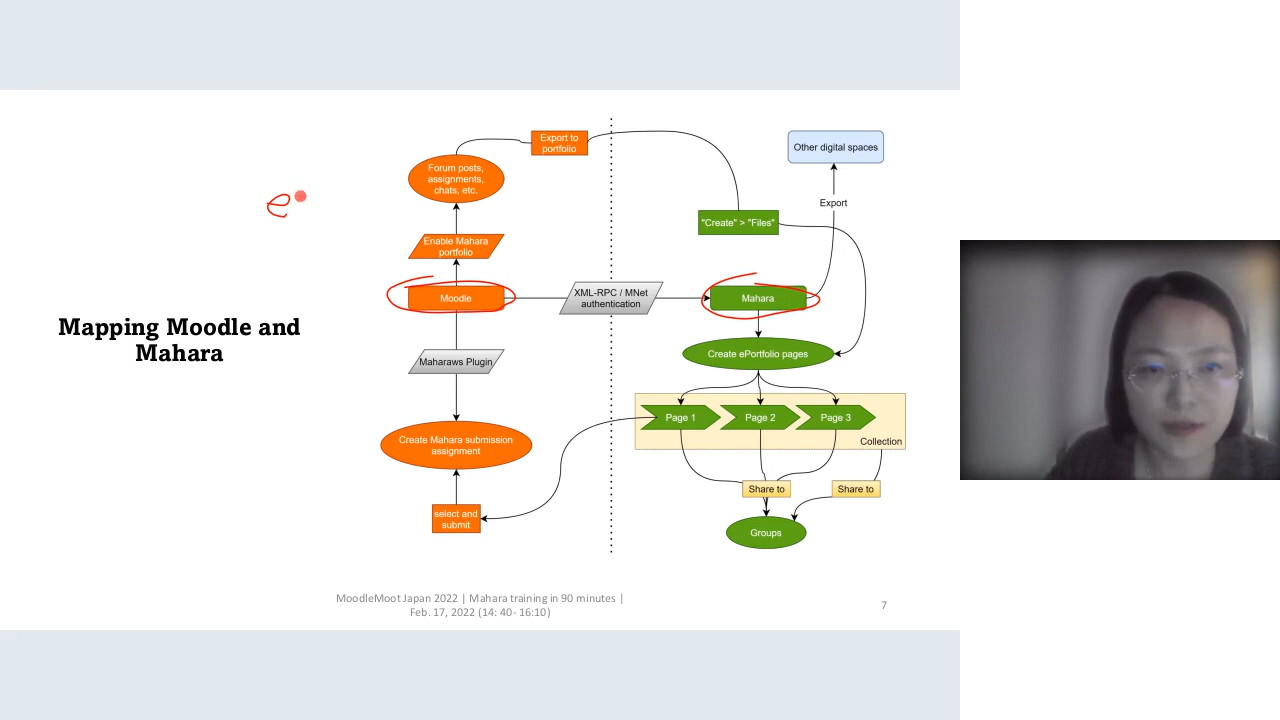 Mapping Moodle and
Mahara
e
Export to
portfolio
Forum posts,
assignments,
chats, etc.
Enable Mahara
portfolio
Moodle
Maharaws Plugin
Create Mahara submission
assignment
select and
submit
XML-RPC / MNet
authentication
Other digital spaces
Export
"Create" > "Files"
Mahara
Create ePortfolio pages
Page 1
Page 2
Page 3
Collection
Share to
Share to
Groups
MoodleMoot Japan 2022 | Mahara training in 90 minutes |
Feb. 17, 2022 (14: 40- 16:10)
7